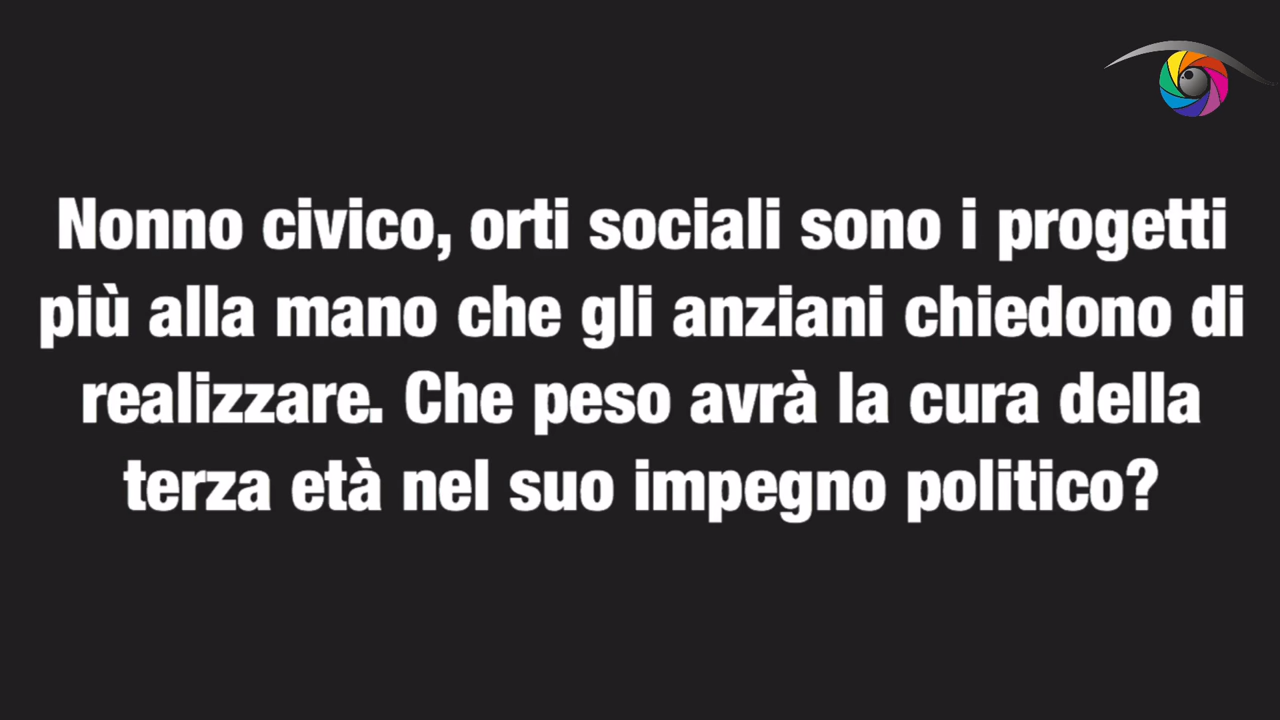 Nonno civico, orti sociali sono i progetti
più alla mano che gli anziani chiedono di
realizzare. Che peso avrà la cura della
terza età nel suo impegno politico?